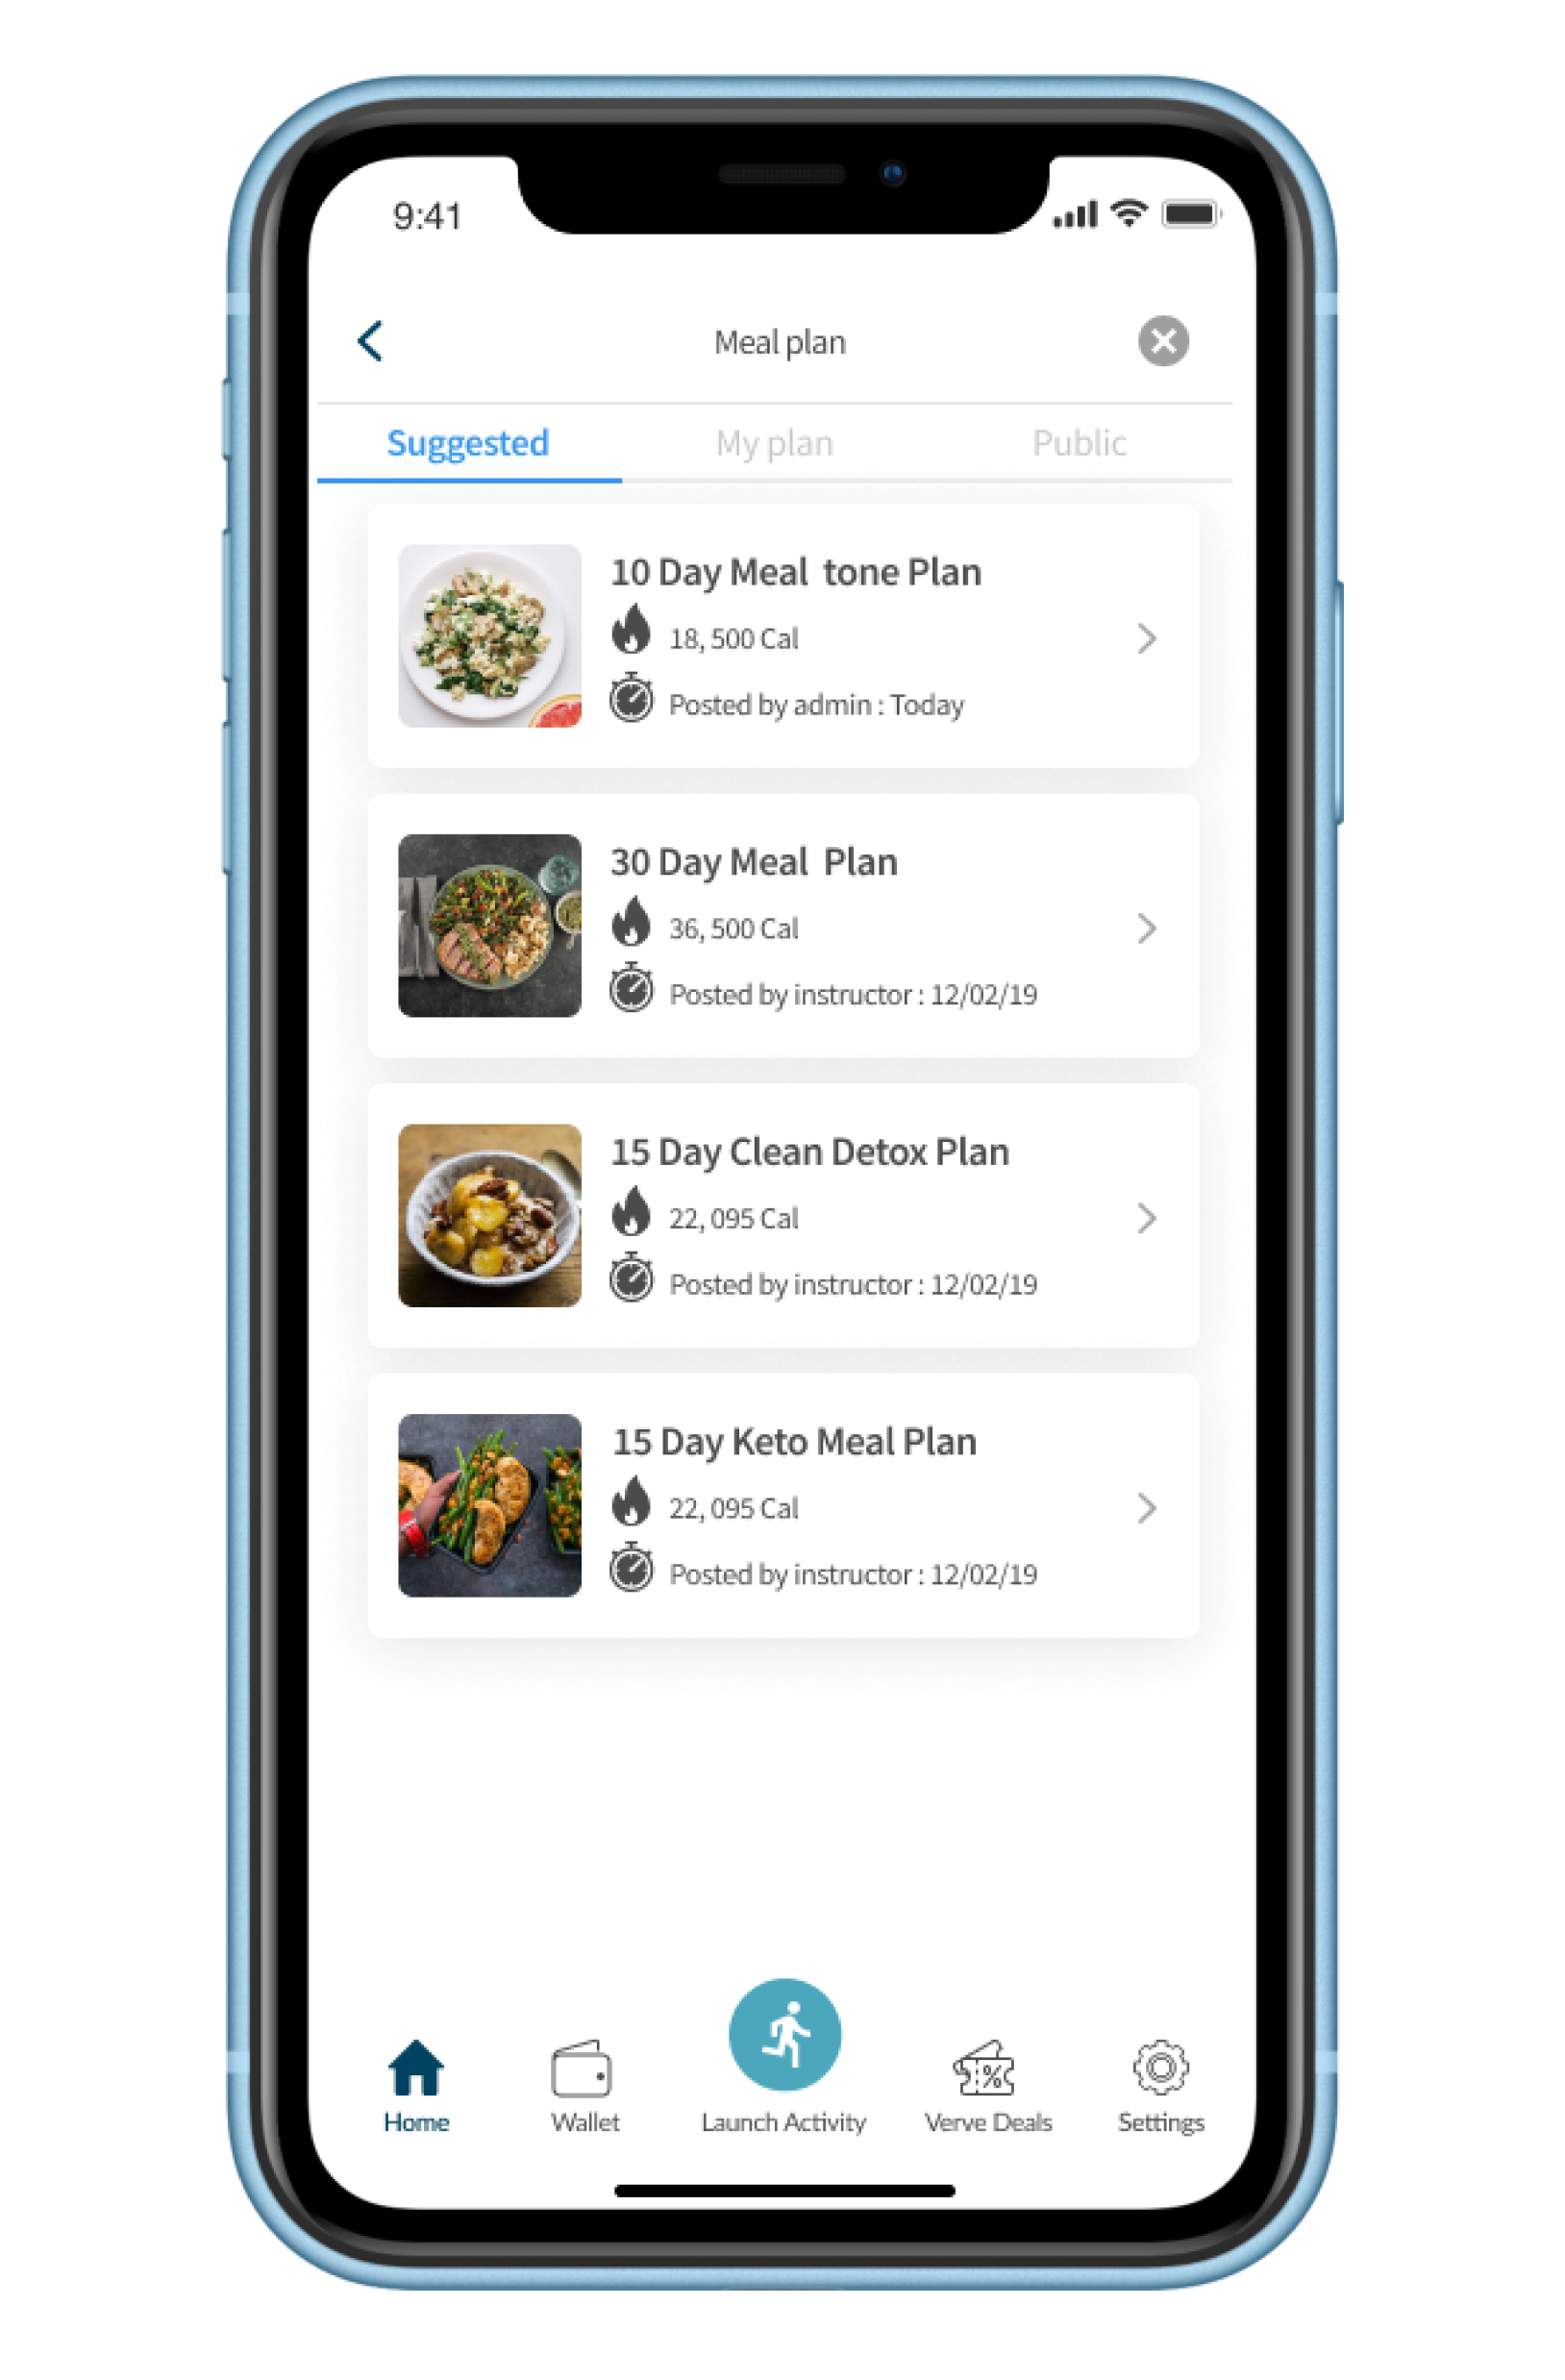 9:41
Meal plan
Suggested My plan Public
10 Day Meal tone Plan
18, 500 Cal
Posted by admin : Today
30 Day Meal Plan
36, 500 Cal
Posted by instructor : 12/02/19
15 Day Clean Detox Plan
22, 095 Cal
Posted by instructor : 12/02/19
15 Day Keto Meal Plan
22, 095 Cal
Posted by instructor : 12/02/19
%
Home Wallet Launch Activity Verve Deals Settings